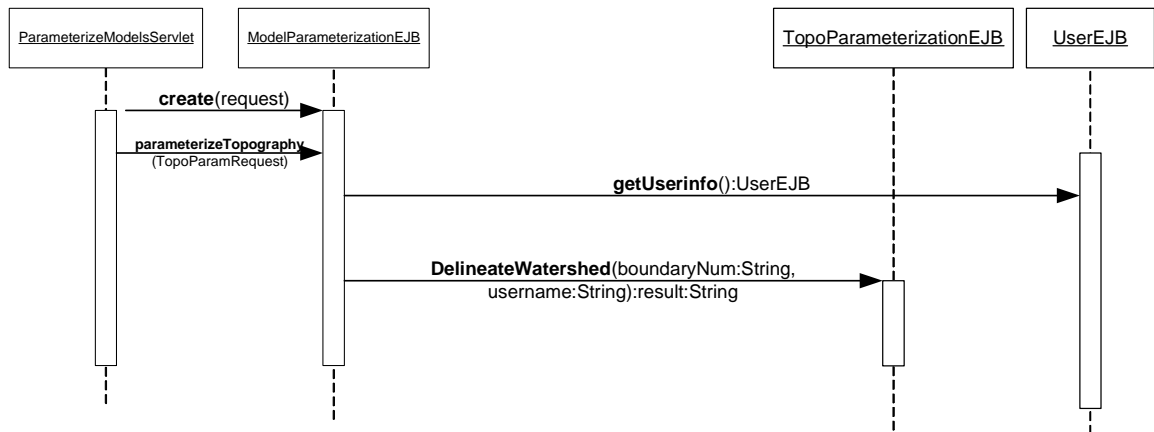 ParameterizeModelsServlet
ModelParameterizationEJB
TopoParameterizationEJB
UserEJB
create(request)
parameterizeTopography
(TopoParamRequest)
getUserinfo():UserEJB
DelineateWatershed(boundaryNum:String,
username:String):result:String